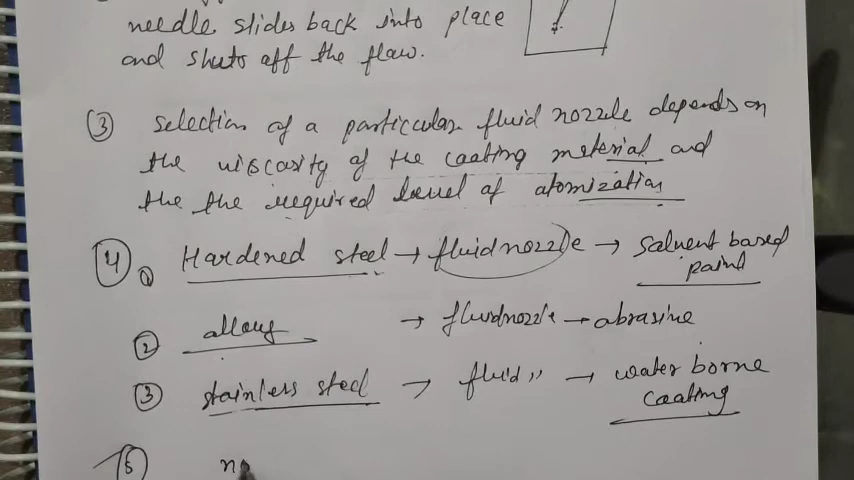 needle slides back into place
and shuts off the flow.
③ Selection of a particular fluid nozzle depends on
the viscosity of the coating material and
the the required level of atomization
④ ① Hardened steel → fluid nozzle → Solvent based
paint
② alloy → fluid nozzle → abrasive
③ stainless steel → fluid " → water borne
coating
⑤ no